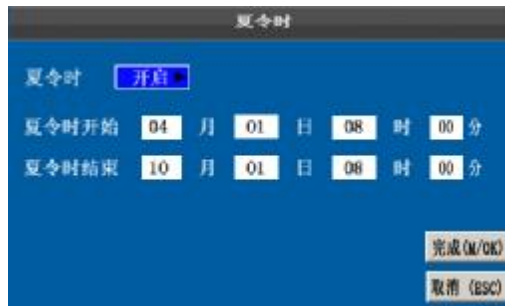 夏令时
夏令时 开启
夏令时开始 04 月 01 日 08 时 00 分
夏令时结束 10 月 01 日 08 时 00 分
完成(M/OK)
取消 (ESC)